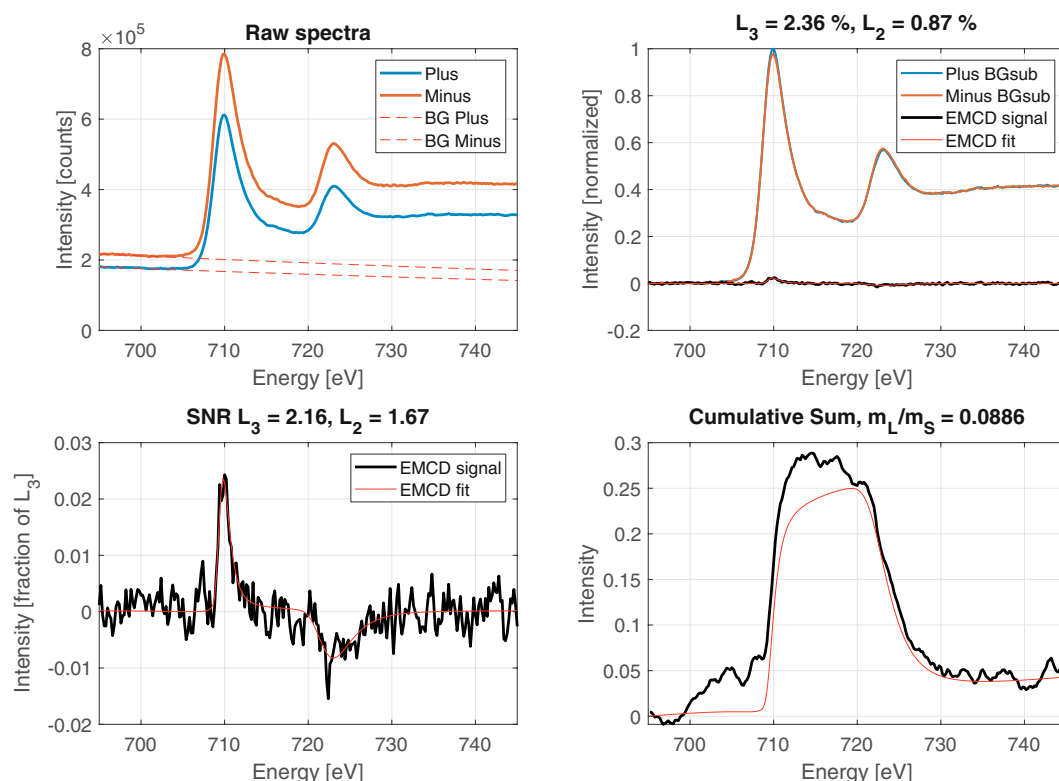 Raw spectra
×10⁵
8
6
4
2
0
Intensity [counts]
Plus
Minus
BG Plus
BG Minus
700 710 720 730 740
Energy [eV]
L₃ = 2.36 %, L₂ = 0.87 %
1
0.8
0.6
0.4
0.2
0
-0.2
Intensity [normalized]
Plus BGsub
Minus BGsub
EMCD signal
EMCD fit
700 710 720 730 740
Energy [eV]
SNR L₃ = 2.16, L₂ = 1.67
0.03
0.02
0.01
0
-0.01
-0.02
Intensity [fraction of L₃]
EMCD signal
EMCD fit
700 710 720 730 740
Energy [eV]
Cumulative Sum, m_L/m_S = 0.0886
0.3
0.25
0.2
0.15
0.1
0.05
0
Intensity
700 710 720 730 740
Energy [eV]